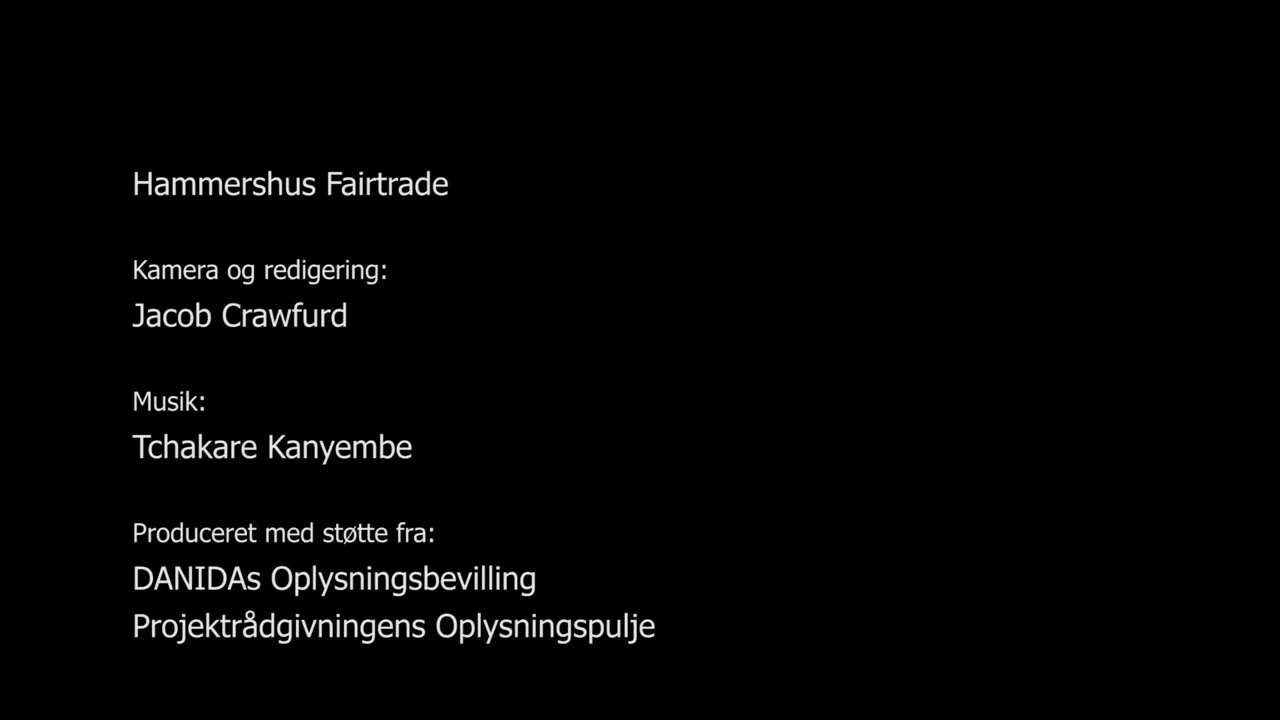 Hammershus Fairtrade
Kamera og redigering:
Jacob Crawfurd
Musik:
Tchakare Kanyembe
Produceret med støtte fra:
DANIDAs Oplysningsbevilling
Projektrådgivningens Oplysningspulje